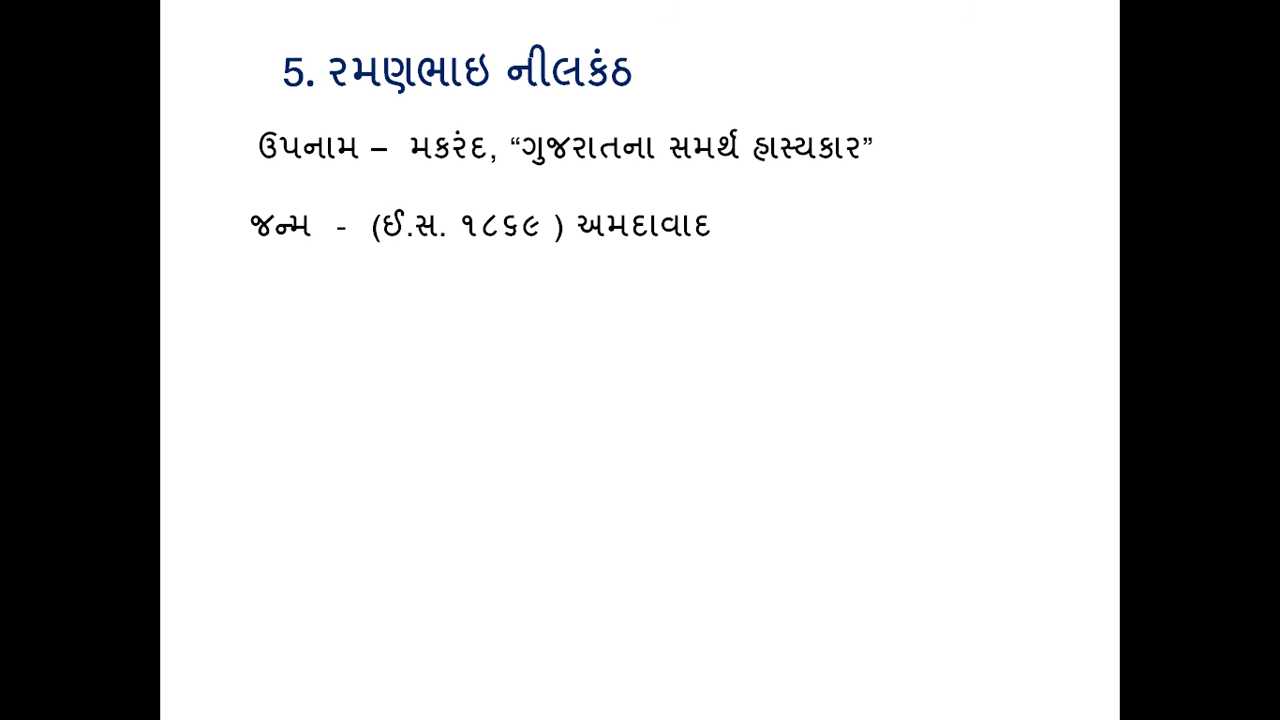 5. રમણભાઇ નીલકંઠ
ઉપનામ – મકરંદ, “ગુજરાતના સમર્થ હાસ્યકાર”
જન્મ - (ઈ.સ. ૧૮૬૯ ) અમદાવાદ